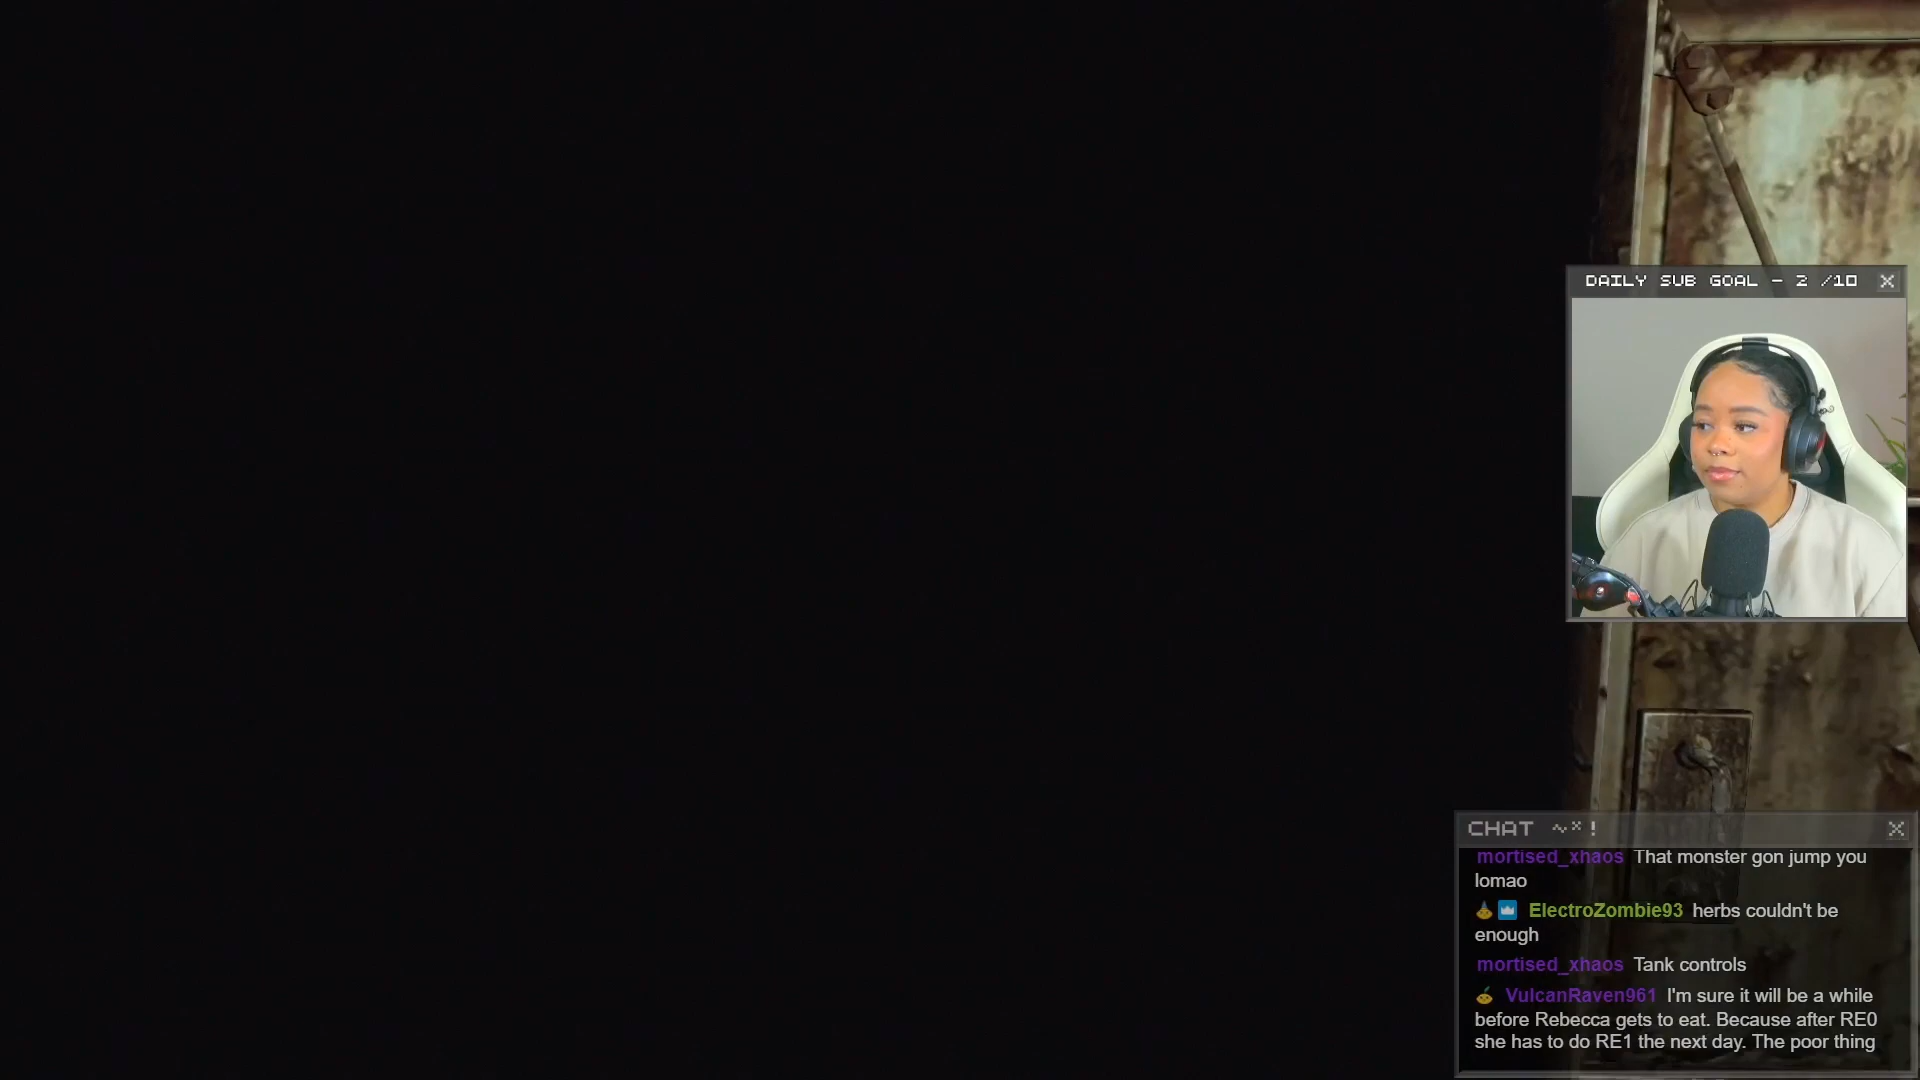 DAILY SUB GOAL - 2 /10
CHAT ~*!
mortised_xhaos That monster gon jump you
lomao
ElectroZombie93 herbs couldn't be
enough
mortised_xhaos Tank controls
VulcanRaven961 I'm sure it will be a while
before Rebecca gets to eat. Because after RE0
she has to do RE1 the next day. The poor thing